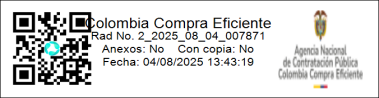 Colombia Compra Eficiente
Rad No. 2_2025_08_04_007871
Anexos: No Con copia: No
Fecha: 04/08/2025 13:43:19
Agencia Nacional
de Contratación Pública
Colombia Compra Eficiente